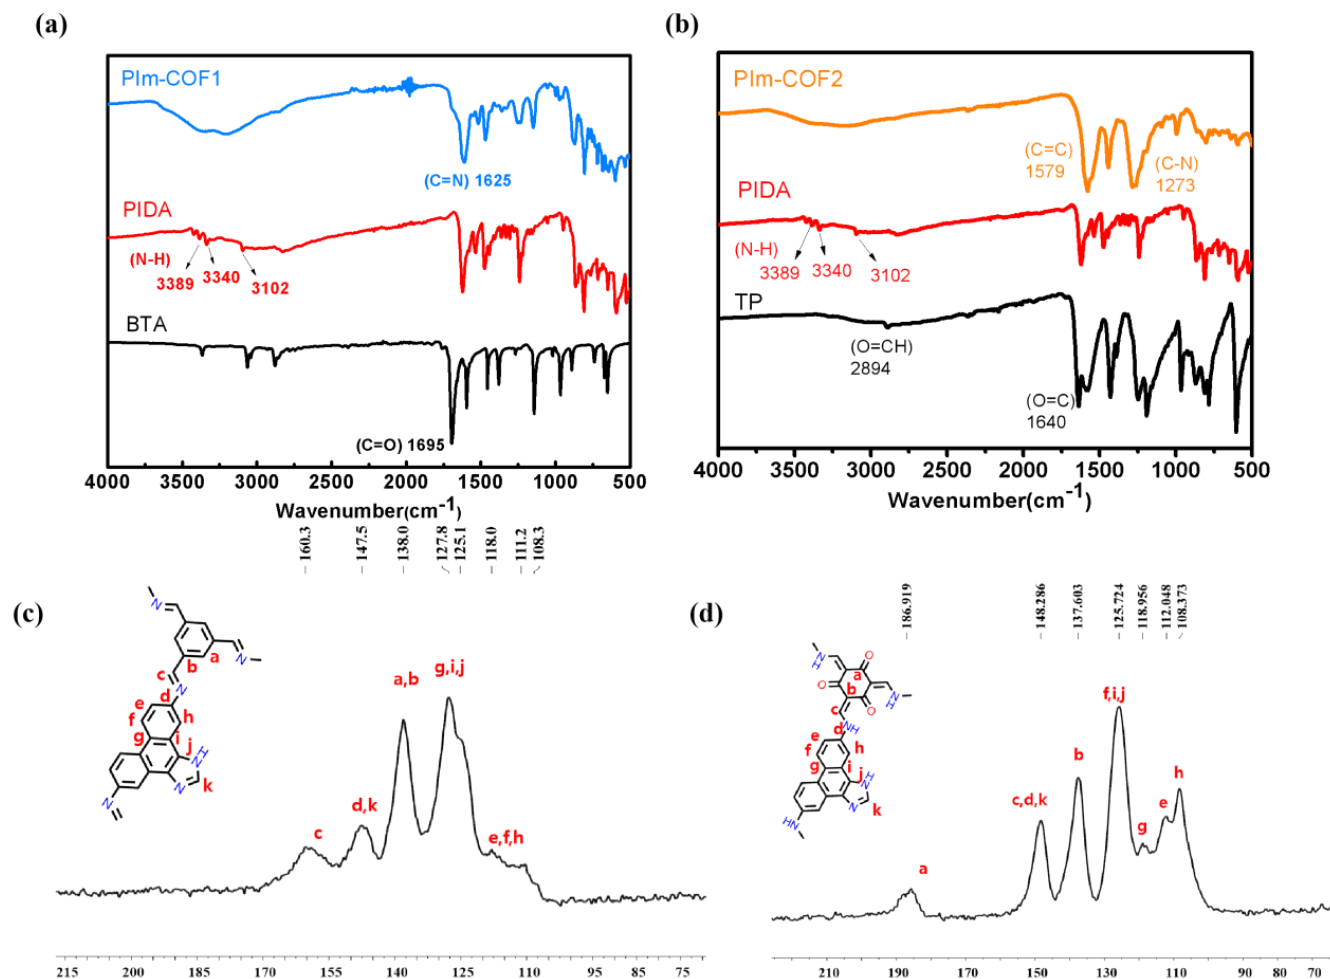 (a)
PIm-COF1
(C=N) 1625
PIDA
(N-H)
3389
3340
3102
BTA
(C=O) 1695
4000 3500 3000 2500 2000 1500 1000 500
Wavenumber(cm-1)
(b)
PIm-COF2
(C=C)
1579
(C-N)
1273
PIDA
(N-H)
3389
3340
3102
TP
(O=CH)
2894
(O=C)
1640
4000 3500 3000 2500 2000 1500 1000 500
Wavenumber(cm-1)
(c)
160.3
147.5
138.0
127.8
125.1
118.0
111.2
108.3
N
N
a
b
c
N
d
e
f
h
g
i
j
N
H
N
k
N
c
d,k
a,b
g,i,j
e,f,h
215 200 185 170 155 140 125 110 95 85 75
(d)
186.919
148.286
137.603
125.724
118.956
112.048
108.373
N
H
O
a
O
b
O
N
H
c
NH
d
e
f
h
g
i
j
N
H
N
k
HN
a
c,d,k
b
f,i,j
g
e
h
210 190 170 150 130 110 90 70